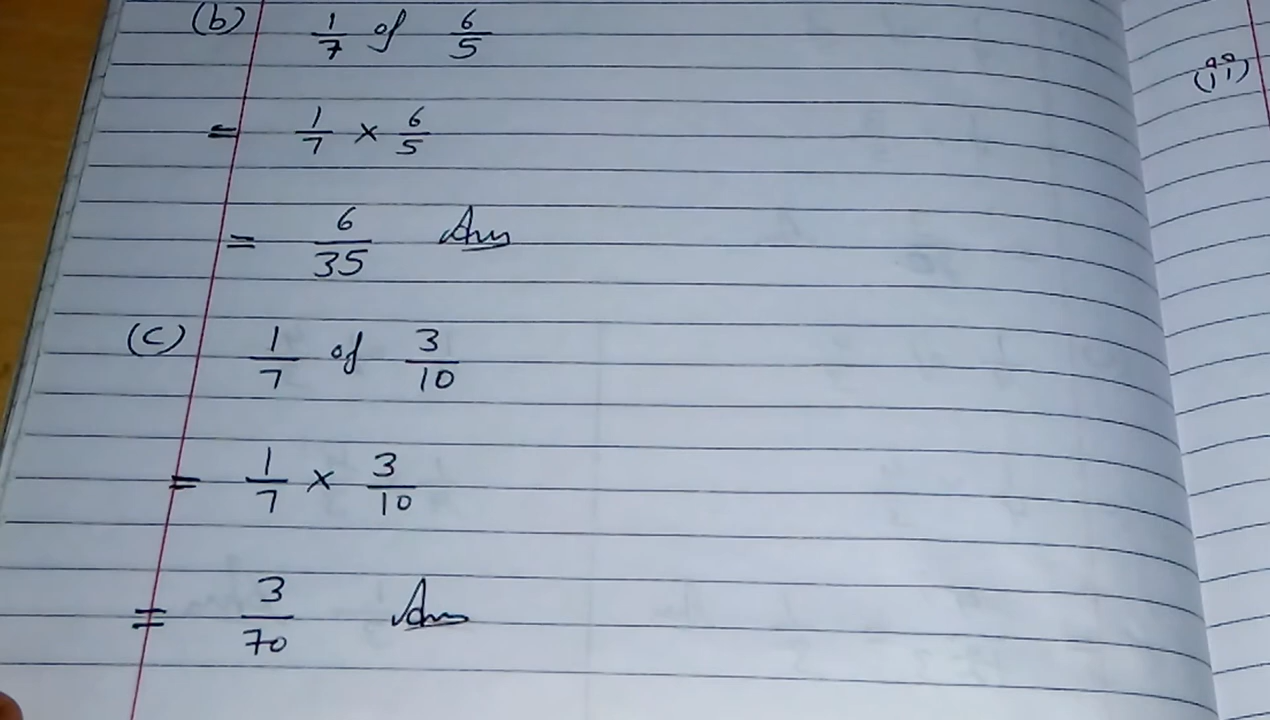 (b) 1/7 of 6/5
= 1/7 × 6/5
= 6/35 Ans
(c) 1/7 of 3/10
= 1/7 × 3/10
= 3/70 Ans
(ii)